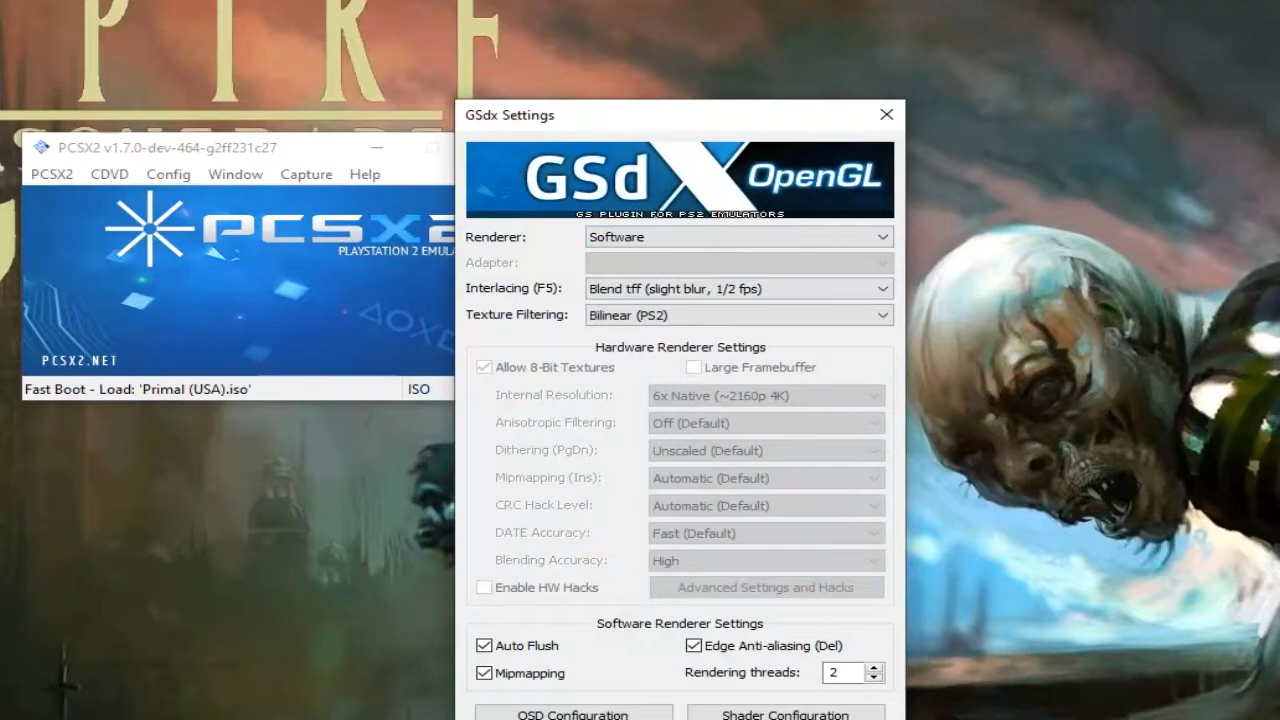 PIRE
PCSX2 v1.7.0-dev-464-g2ff231c27
PCSX2 CDVD Config Window Capture Help
PCSX2
PLAYSTATION 2 EMUL
PCSX2.NET
Fast Boot - Load: 'Primal (USA).iso' ISO
GSdx Settings
GSdX OpenGL
GS PLUGIN FOR PS2 EMULATORS
Renderer: Software
Adapter:
Interlacing (F5): Blend tff (slight blur, 1/2 fps)
Texture Filtering: Bilinear (PS2)
Hardware Renderer Settings
Allow 8-Bit Textures Large Framebuffer
Internal Resolution: 6x Native (~2160p 4K)
Anisotropic Filtering: Off (Default)
Dithering (PgDn): Unscaled (Default)
Mipmapping (Ins): Automatic (Default)
CRC Hack Level: Automatic (Default)
DATE Accuracy: Fast (Default)
Blending Accuracy: High
Enable HW Hacks Advanced Settings and Hacks
Software Renderer Settings
Auto Flush Edge Anti-aliasing (Del)
Mipmapping Rendering threads: 2
OSD Configuration Shader Configuration